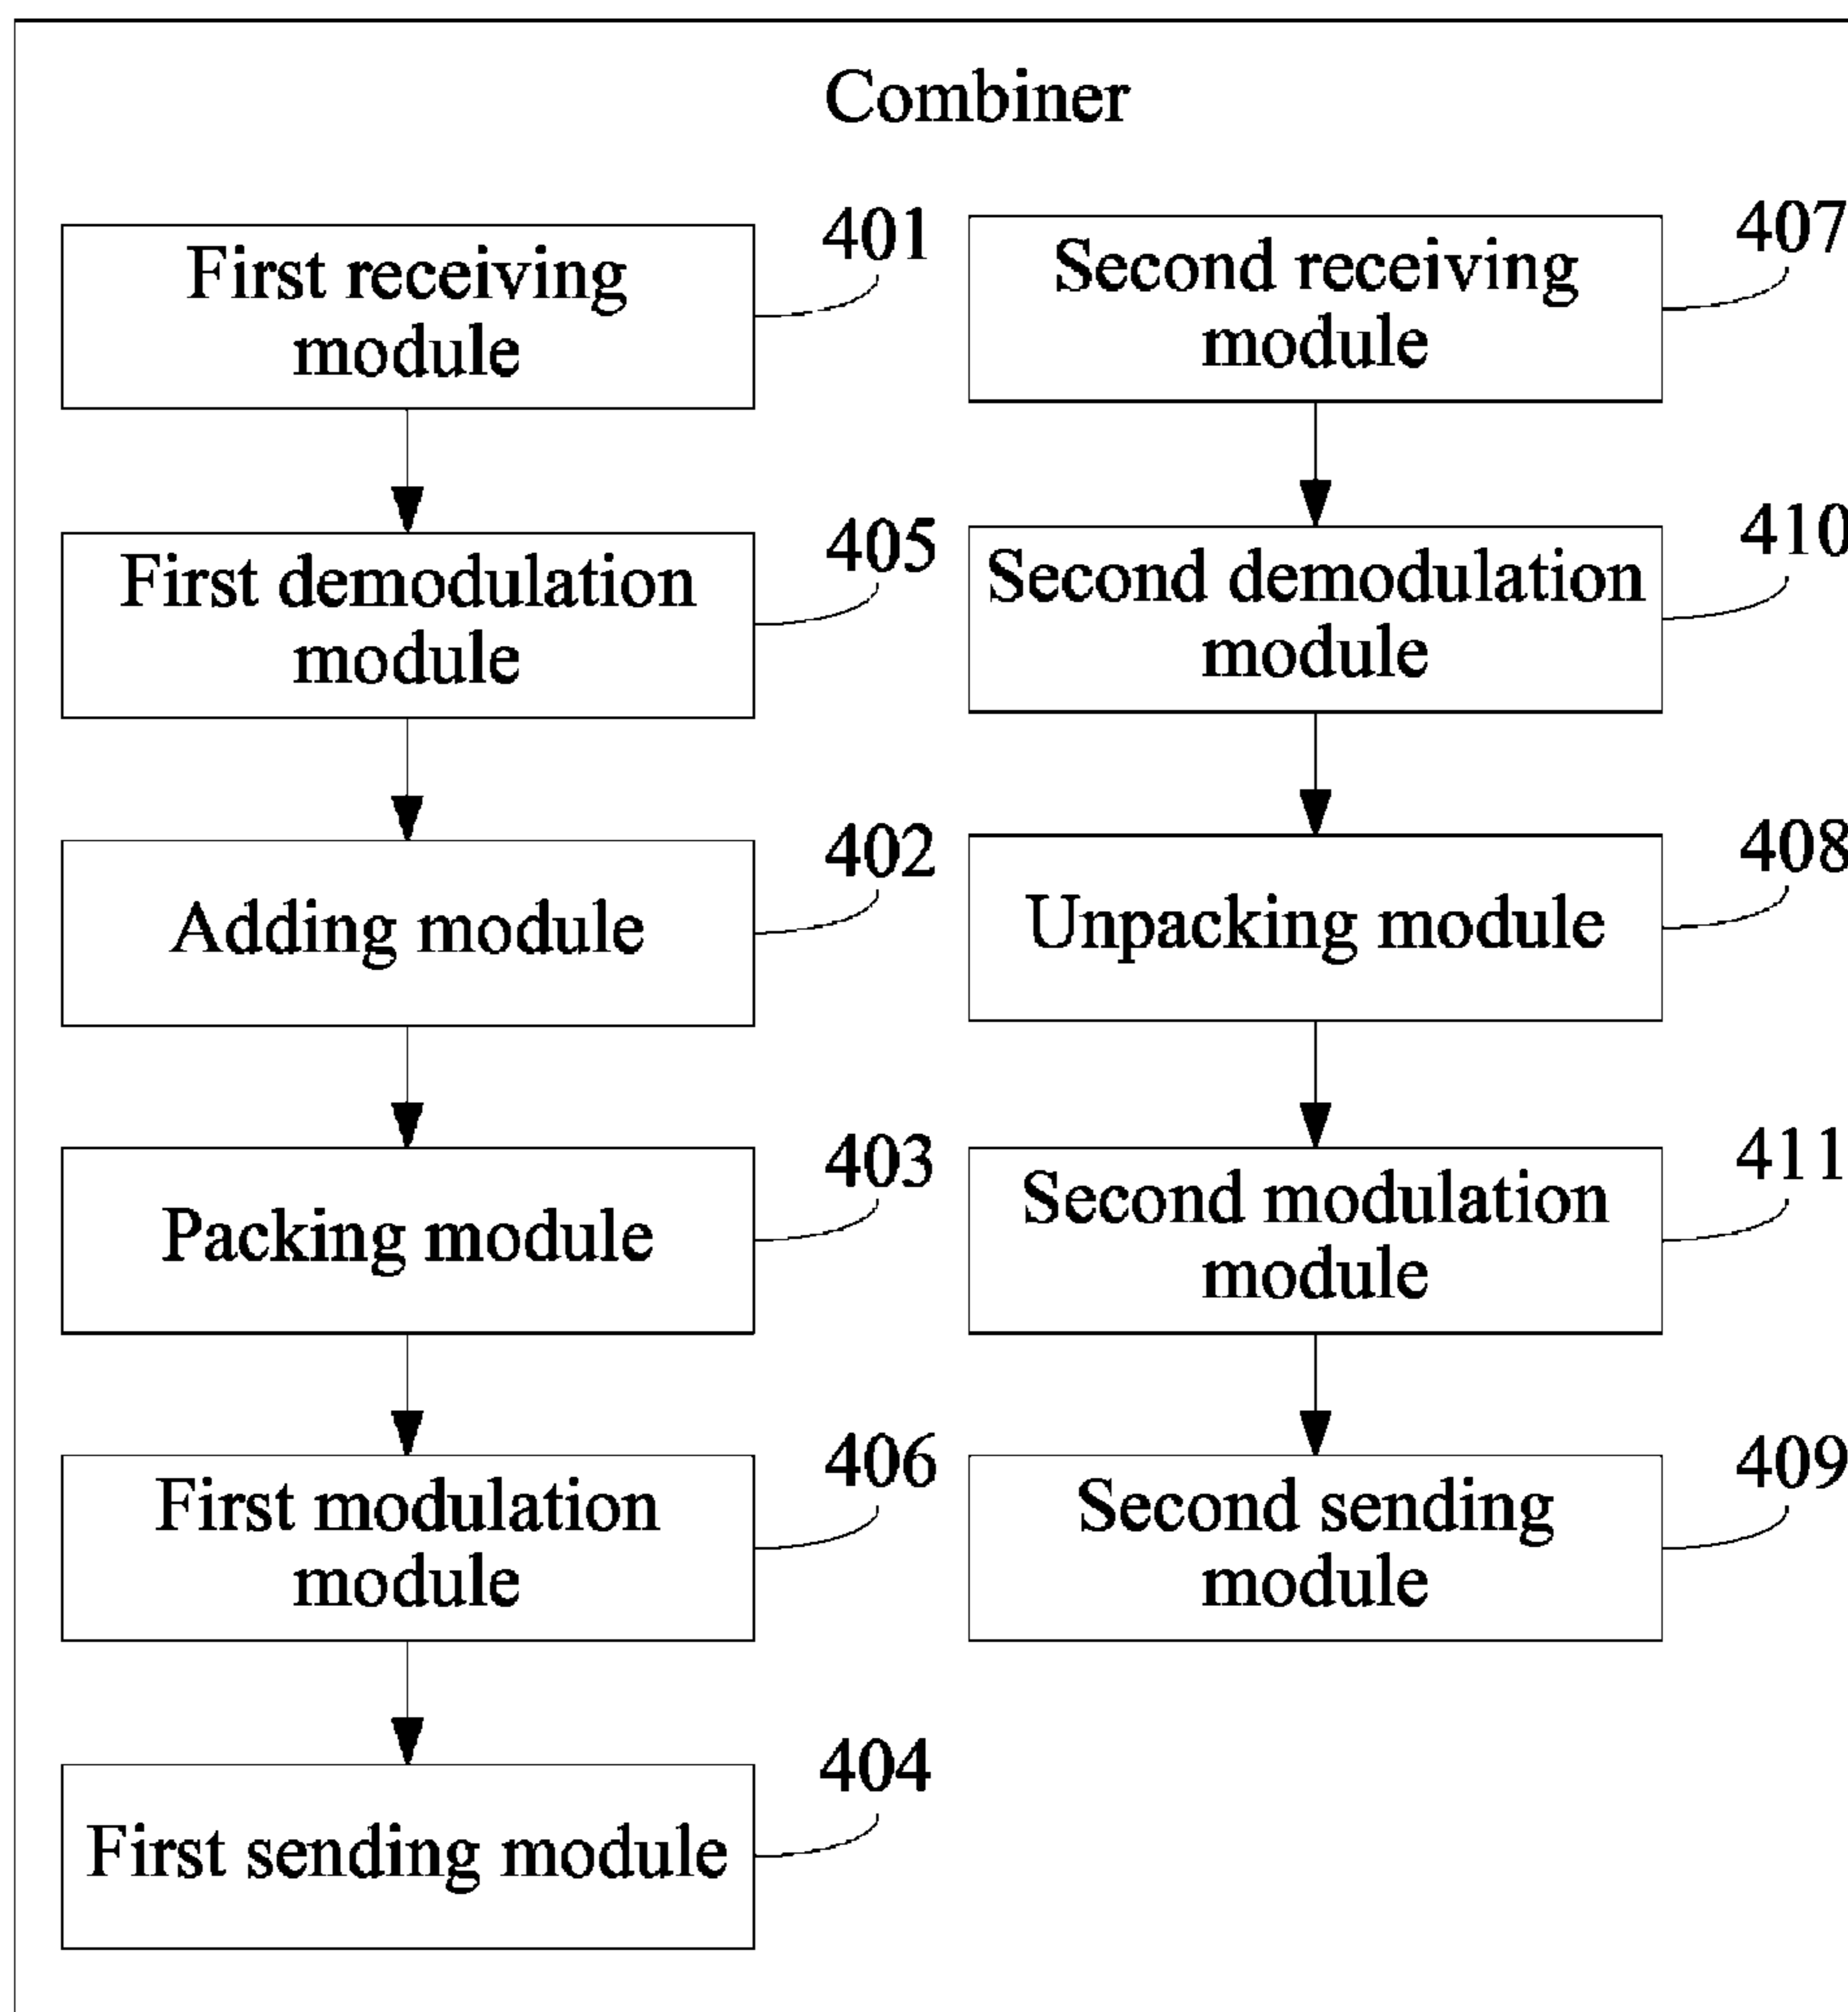 Combiner
First receiving
module
401
First demodulation
module
405
Adding module
402
Packing module
403
First modulation
module
406
First sending module
404
Second receiving
module
407
Second demodulation
module
410
Unpacking module
408
Second modulation
module
411
Second sending
module
409